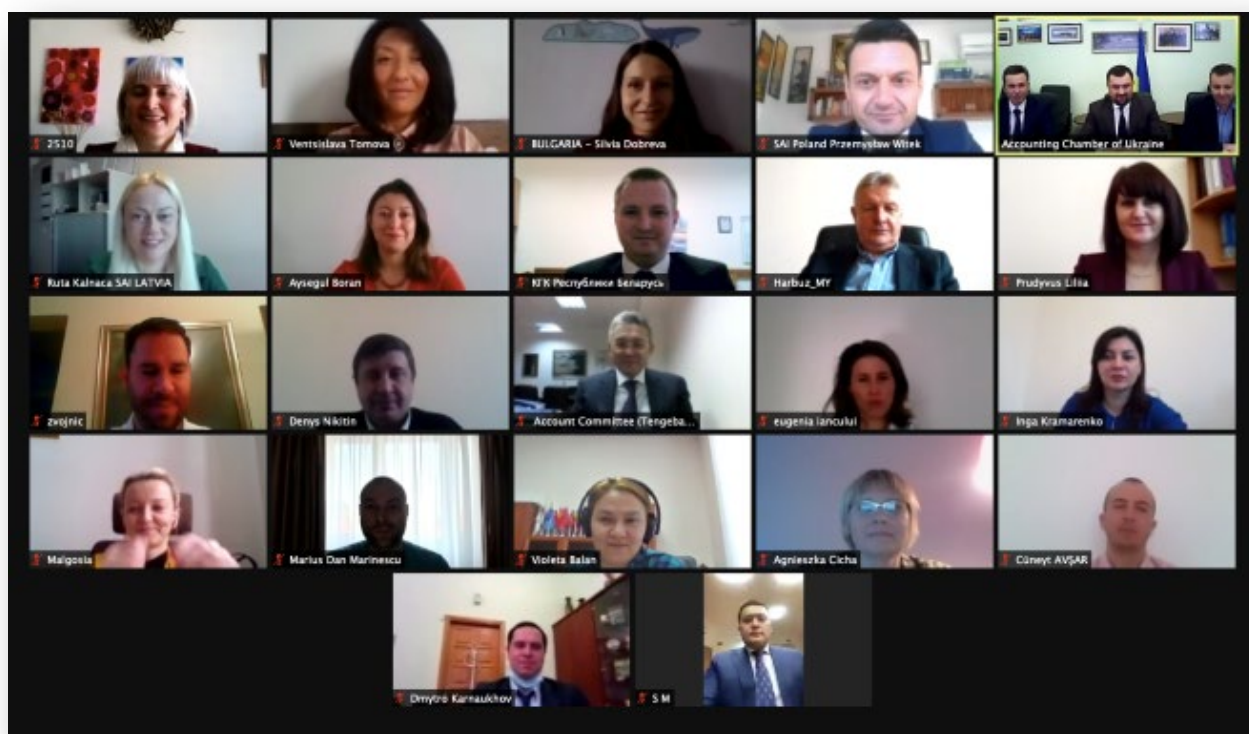 2510
Ventsislava Tomova
BULGARIA - Silvia Dobreva
SAI Poland Przemysław Witek
Accounting Chamber of Ukraine
Ruta Kalnaca SAI LATVIA
Aysegul Boran
КГК Республики Беларусь
Harbuz_MY
Prudyvus Liliia
zvojnic
Denys Nikitin
Account Committee (Tengeba...
eugenia iancului
Inga Kramarenko
Malgosia
Marius Dan Marinescu
Violeta Balan
Agnieszka Cicha
Cüneyt AVŞAR
Dmytro Karnaukhov
S M